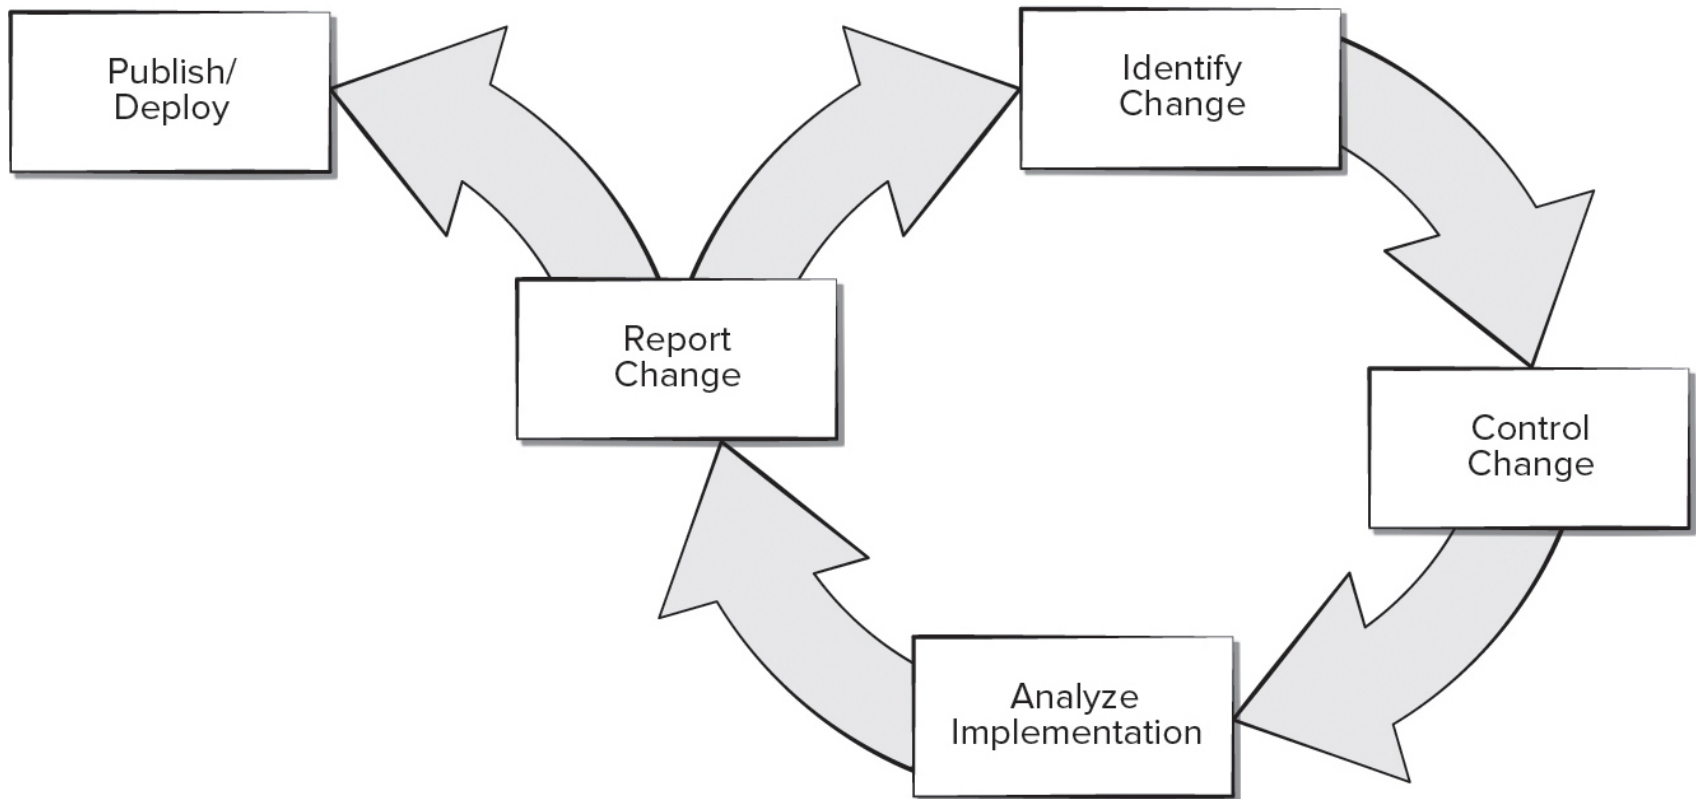 Publish/
Deploy
Identify
Change
Report
Change
Control
Change
Analyze
Implementation